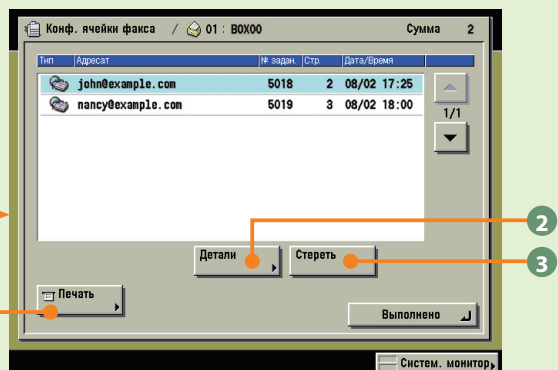 Конф. ячейки факса / 01 : BOX00 Сумма 2
Тип Адресат № задан. Стр. Дата/Время
john@example.com 5018 2 08/02 17:25
nancy@example.com 5019 3 08/02 18:00
1/1
Детали Стереть
2
3
Печать
Выполнено
Систем. монитор